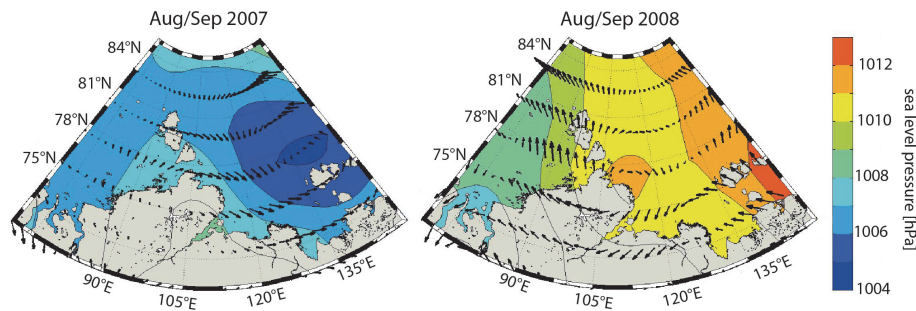 Aug/Sep 2007
84°N
81°N
78°N
75°N
90°E
105°E
120°E
135°E
Aug/Sep 2008
84°N
81°N
78°N
75°N
90°E
105°E
120°E
135°E
1012
1010
1008
1006
1004
sea level pressure [hPa]